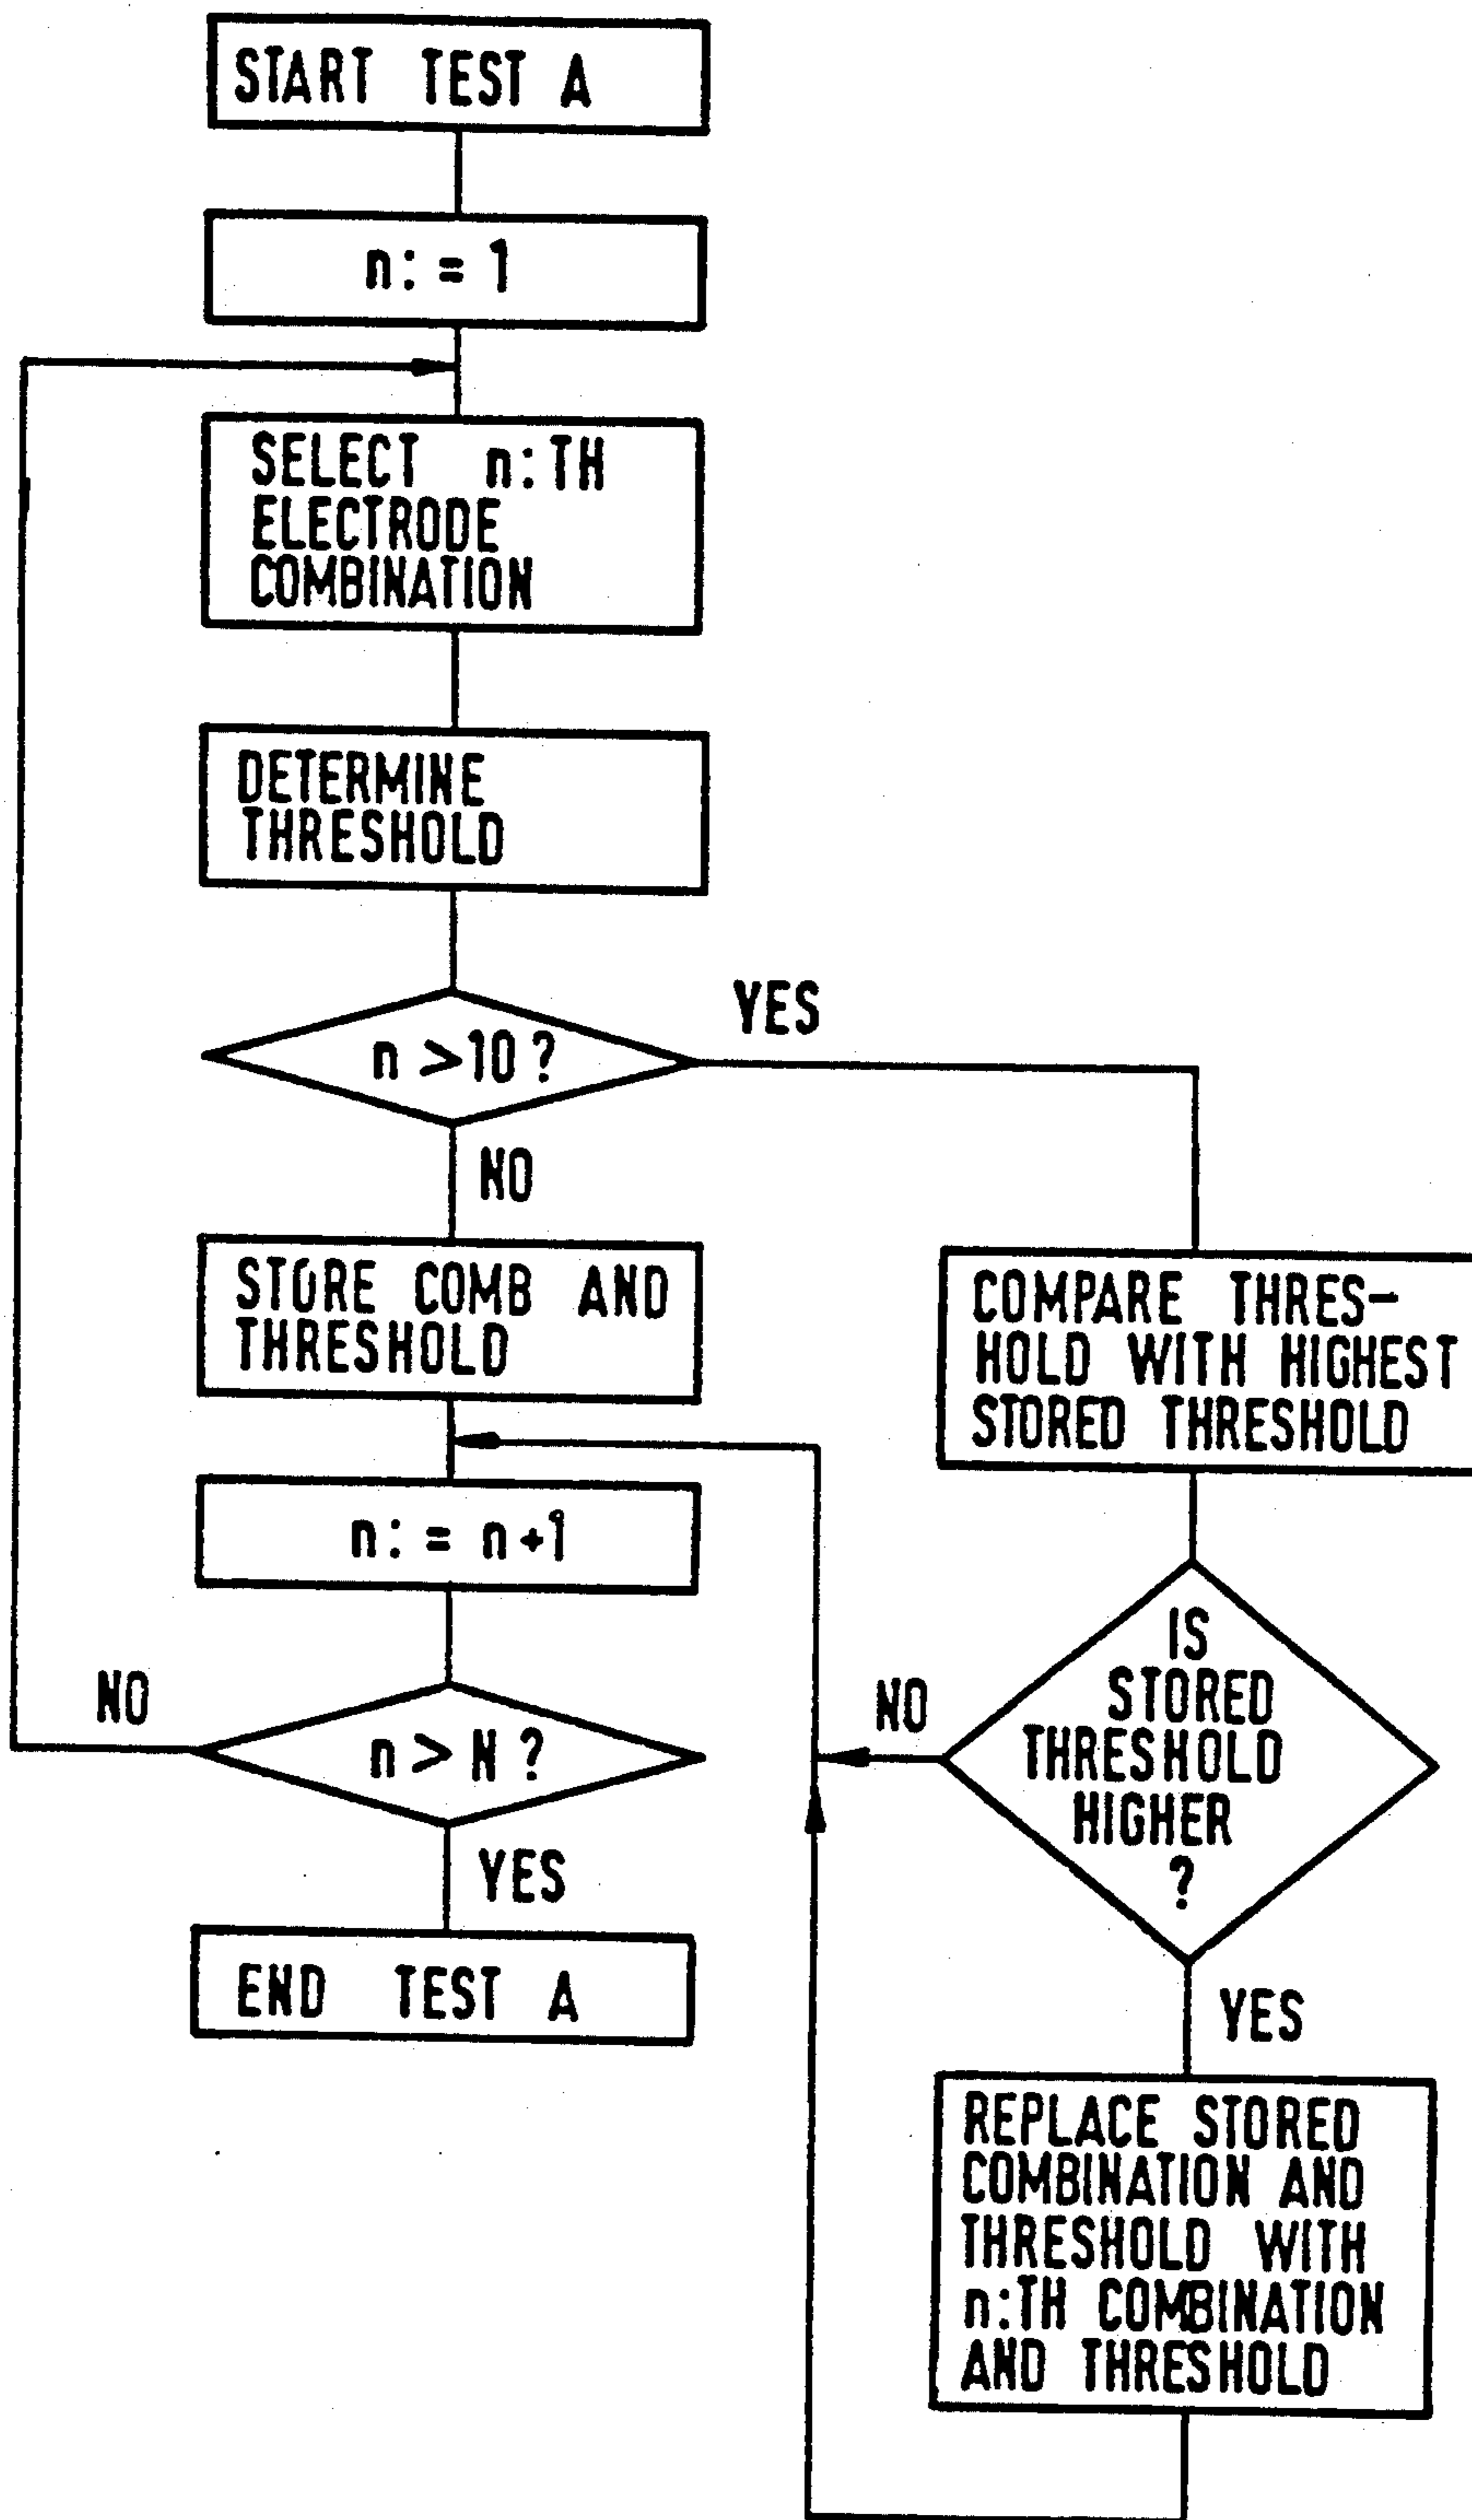 START TEST A
n: = 1
SELECT n:TH
ELECTRODE
COMBINATION
DETERMINE
THRESHOLD
n > 10 ?
YES
NO
STORE COMB AND
THRESHOLD
n: = n + 1
NO
n > N ?
YES
END TEST A
COMPARE THRES-
HOLD WITH HIGHEST
STORED THRESHOLD
IS
STORED
THRESHOLD
HIGHER
?
NO
YES
REPLACE STORED
COMBINATION AND
THRESHOLD WITH
n:TH COMBINATION
AND THRESHOLD